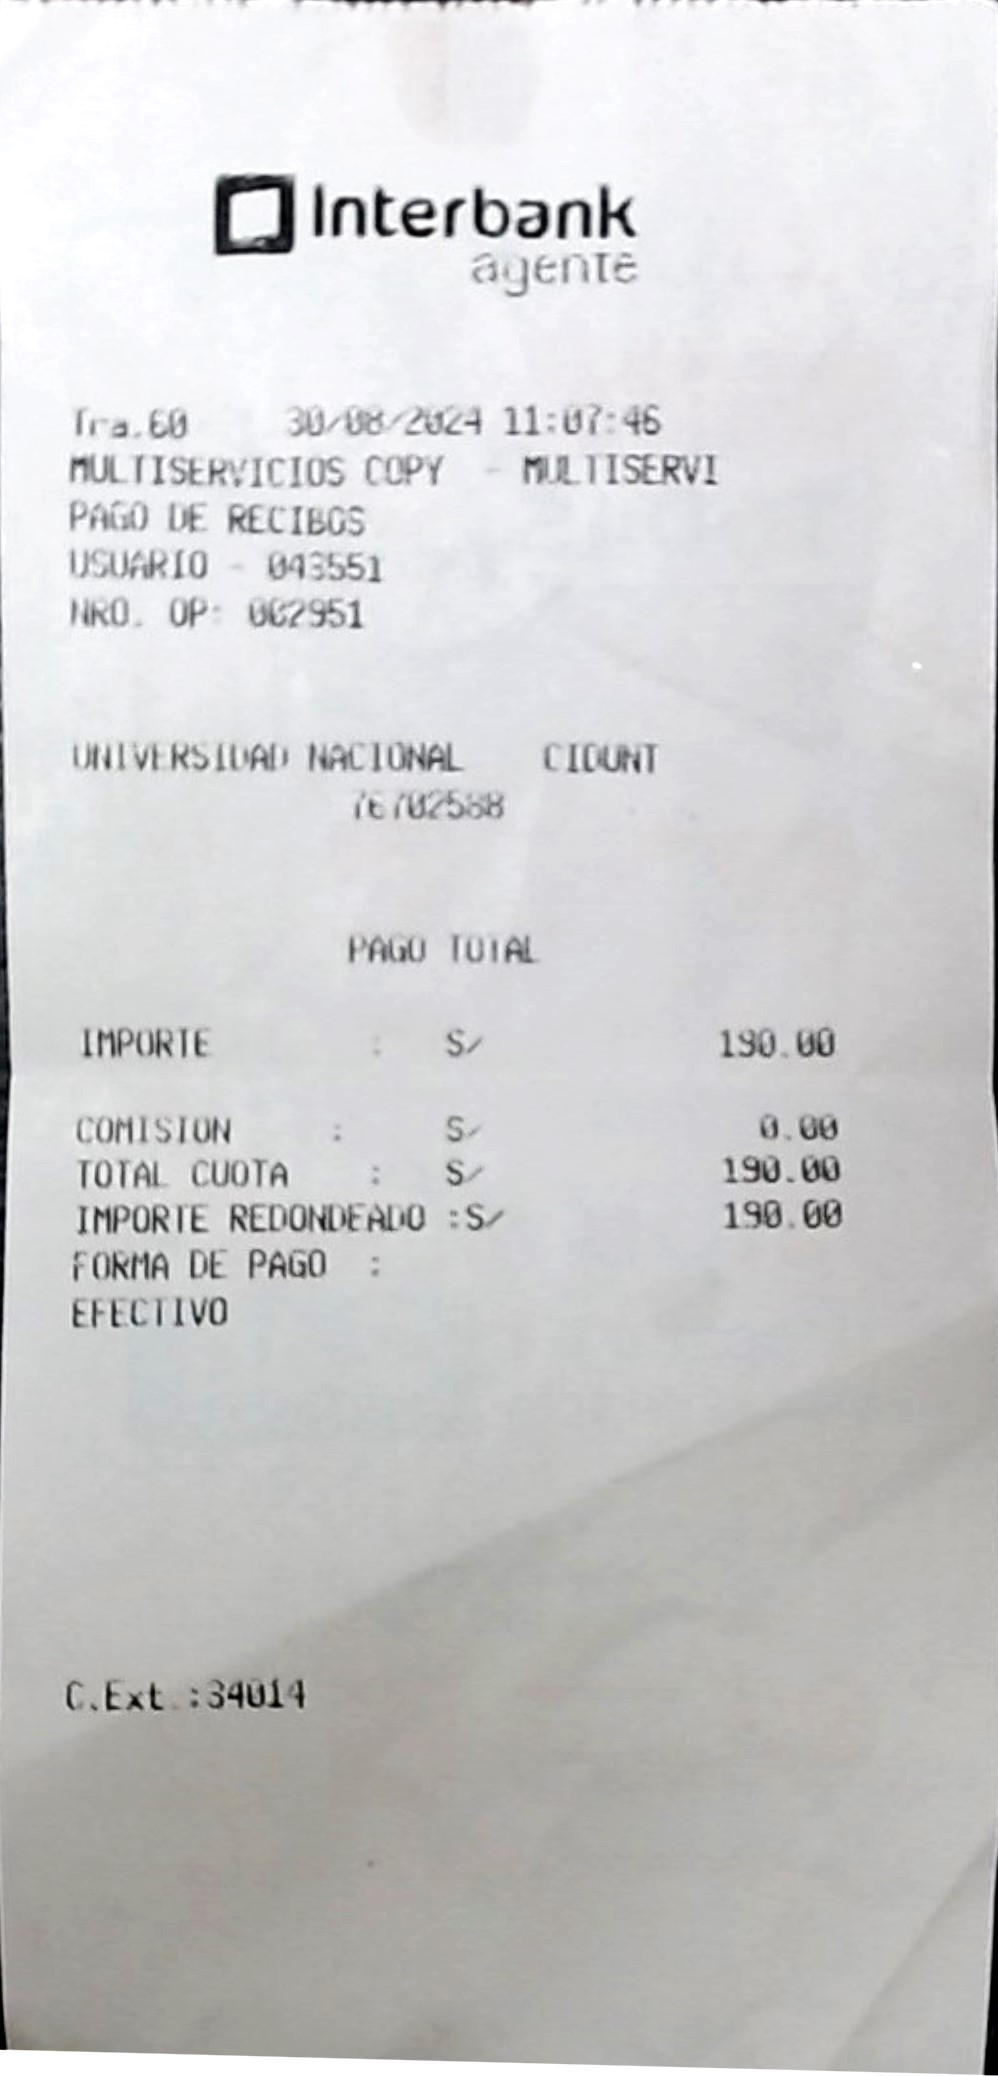 Interbank
agente
Tra.60 30/08/2024 11:07:46
MULTISERVICIOS COPY - MULTISERVI
PAGO DE RECIBOS
USUARIO - 043551
NRO. OP: 002951
UNIVERSIDAD NACIONAL CIDUNT
PAGO TOTAL
IMPORTE : S/ 190.00
COMISION : S/ 0.00
TOTAL CUOTA : S/ 190.00
IMPORTE REDONDEADO :S/ 190.00
FORMA DE PAGO :
EFECTIVO
C.Ext.:34014